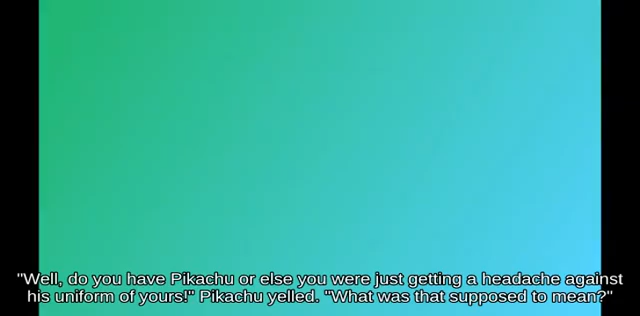 "Well, do you have Pikachu or else you were just getting a headache against
his uniform of yours!" Pikachu yelled. "What was that supposed to mean?"